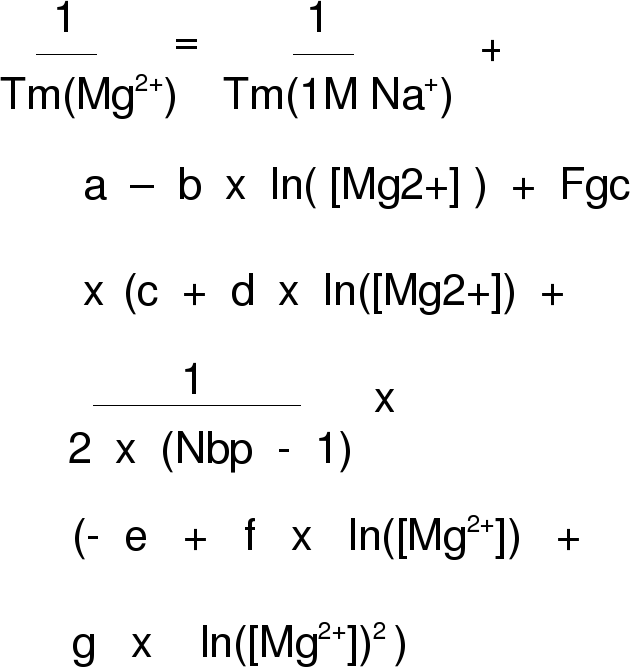 1 1
= +
Tm(Mg²⁺) Tm(1M Na⁺)
a – b x ln( [Mg2+] ) + Fgc
x (c + d x ln([Mg2+]) +
1
x
2 x (Nbp - 1)
(- e + f x ln([Mg²⁺]) +
g x ln([Mg²⁺])² )